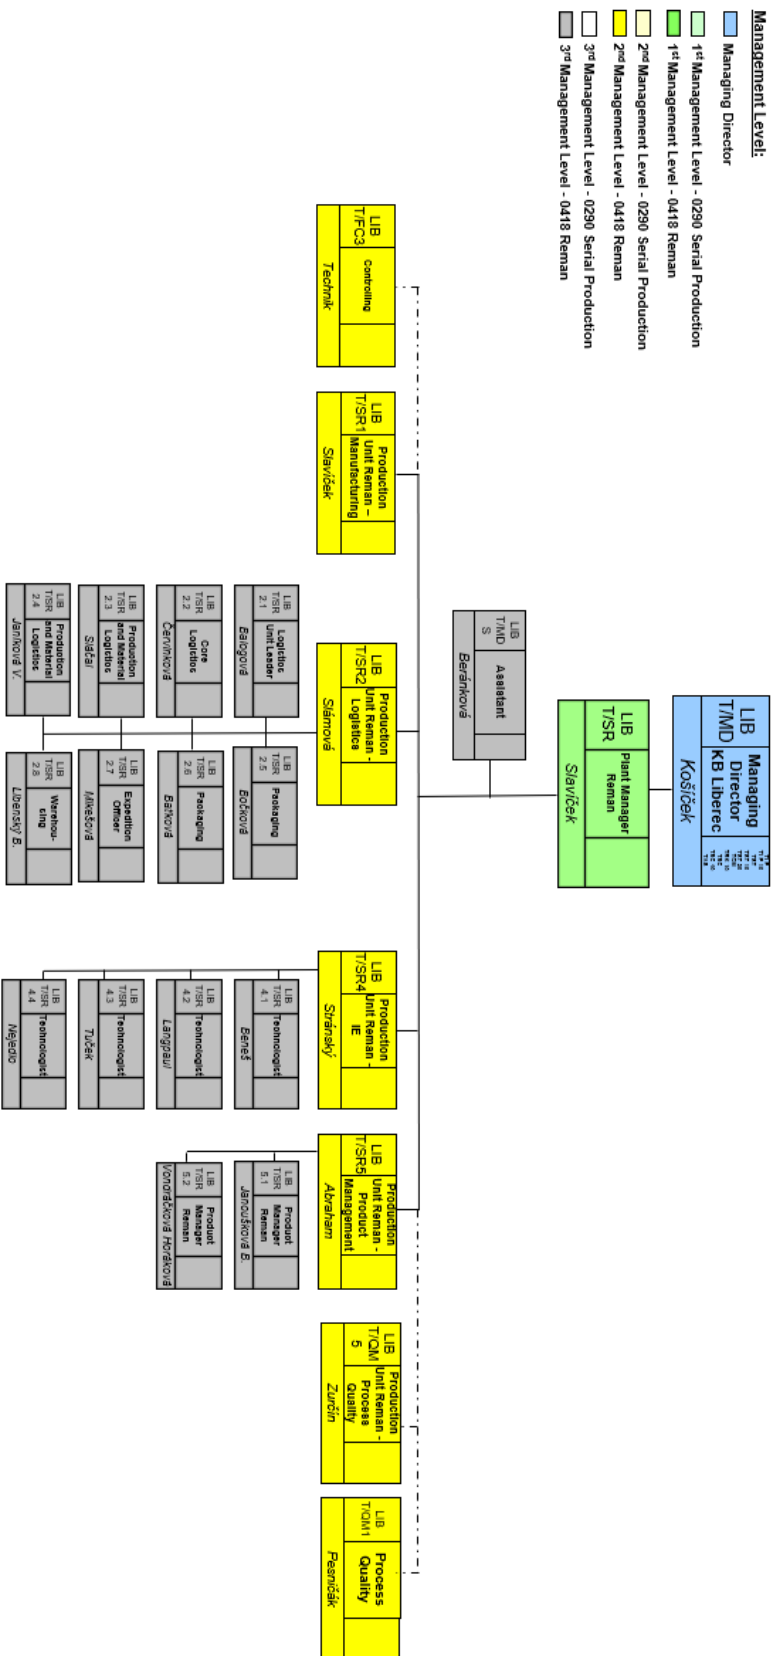 Management Level:
Managing Director
1st Management Level - 0290 Serial Production
1st Management Level - 0418 Reman
2nd Management Level - 0290 Serial Production
2nd Management Level - 0418 Reman
3rd Management Level - 0290 Serial Production
3rd Management Level - 0418 Reman
LIB
T/MD
Managing
Director
KB Liberec
Košíček
LIB
T/SR
Plant Manager
Reman
Slavíček
LIB
T/MD
S
Assistant
Beránková
LIB
T/FC3
Controlling
Technik
LIB
T/SR1
Production
Unit Reman –
Manufacturing
Slavíček
LIB
T/SR2
Production
Unit Reman -
Logistics
Slámová
LIB
T/SR4
Production
Unit Reman -
IE
Stránský
LIB
T/SR5
Production
Unit Reman -
Product
Management
Abraham
LIB
T/QM
5
Production
Unit Reman -
Process
Quality
Zurčin
LIB
T/QM1
Process
Quality
Pesničák
LIB
T/SR
2.1
Logistics
Unit Leader
Balogová
LIB
T/SR
2.5
Packaging
Bočková
LIB
T/SR
2.2
Core
Logistics
Červinková
LIB
T/SR
2.6
Packaging
Baťková
LIB
T/SR
2.3
Production
and Material
Logistics
Sláčal
LIB
T/SR
2.7
Expedition
Officer
Mikešová
LIB
T/SR
2.4
Production
and Material
Logistics
Janíková V.
LIB
T/SR
2.8
Warehou-
sing
Libenský B.
LIB
T/SR
4.1
Technologist
Beneš
LIB
T/SR
4.2
Technologist
Langpaul
LIB
T/SR
4.3
Technologist
Tuček
LIB
T/SR
4.4
Technologist
Nejedlo
LIB
T/SR
5.1
Product
Manager
Reman
Janoušková B.
LIB
T/SR
5.2
Product
Manager
Reman
Vondráčková Horáková